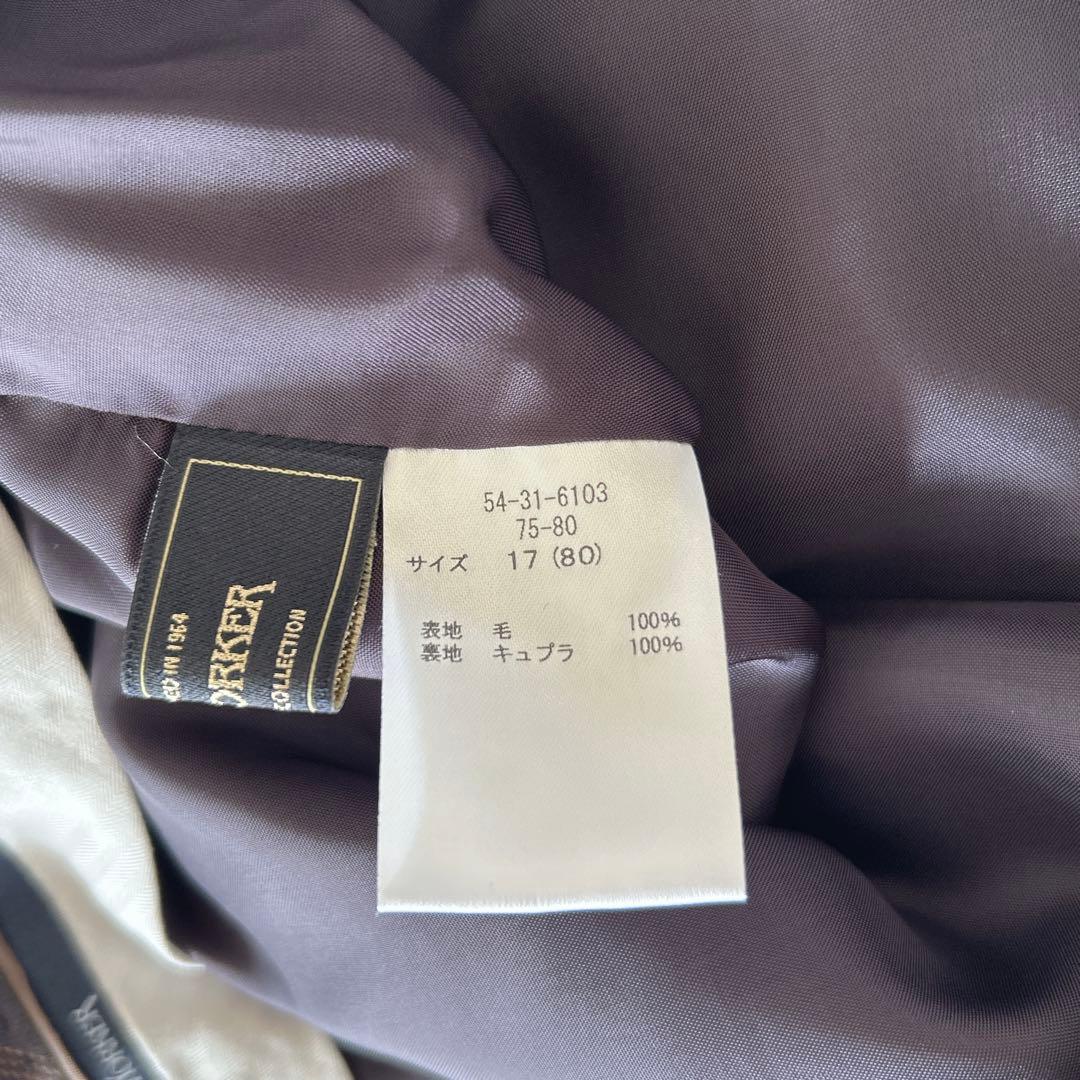 54-31-6103
75-80
サイズ 17 (80)
表地 毛 100%
裏地 キュプラ 100%
ED IN 1964
ORKER
COLLECTION
YORKER